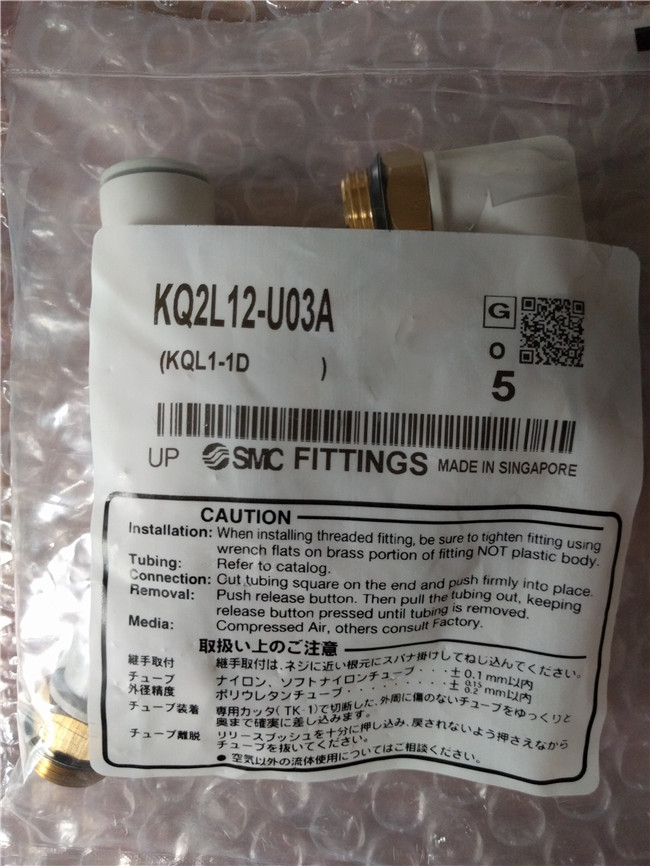 KQ2L12-U03A
G
(KQL1-1D )
O
5
UP SMC FITTINGS MADE IN SINGAPORE
CAUTION
Installation: When installing threaded fitting, be sure to tighten fitting using
wrench flats on brass portion of fitting NOT plastic body.
Tubing: Refer to catalog.
Connection: Cut tubing square on the end and push firmly into place.
Removal: Push release button. Then pull the tubing out, keeping
release button pressed until tubing is removed.
Media: Compressed Air, others consult Factory.
取扱い上のご注意
継手取付 継手取付は、ネジに近い根元にスパナ掛けしてねじ込んでください。
チューブ ナイロン、ソフトナイロンチューブ・・・±0.1mm以内
外径精度 ポリウレタンチューブ・・・・・・・・・± 0.15 0.2 mm以内
チューブ装着 専用カッタ(TK-1)で切断した、外周に傷のないチューブをゆっくりと
奥まで確実に差し込みます。
チューブ離脱 リリースブッシュを十分に押し込み、戻されないよう押さえながら
チューブを抜いてください。
●空気以外の流体使用についてはご相談ください。